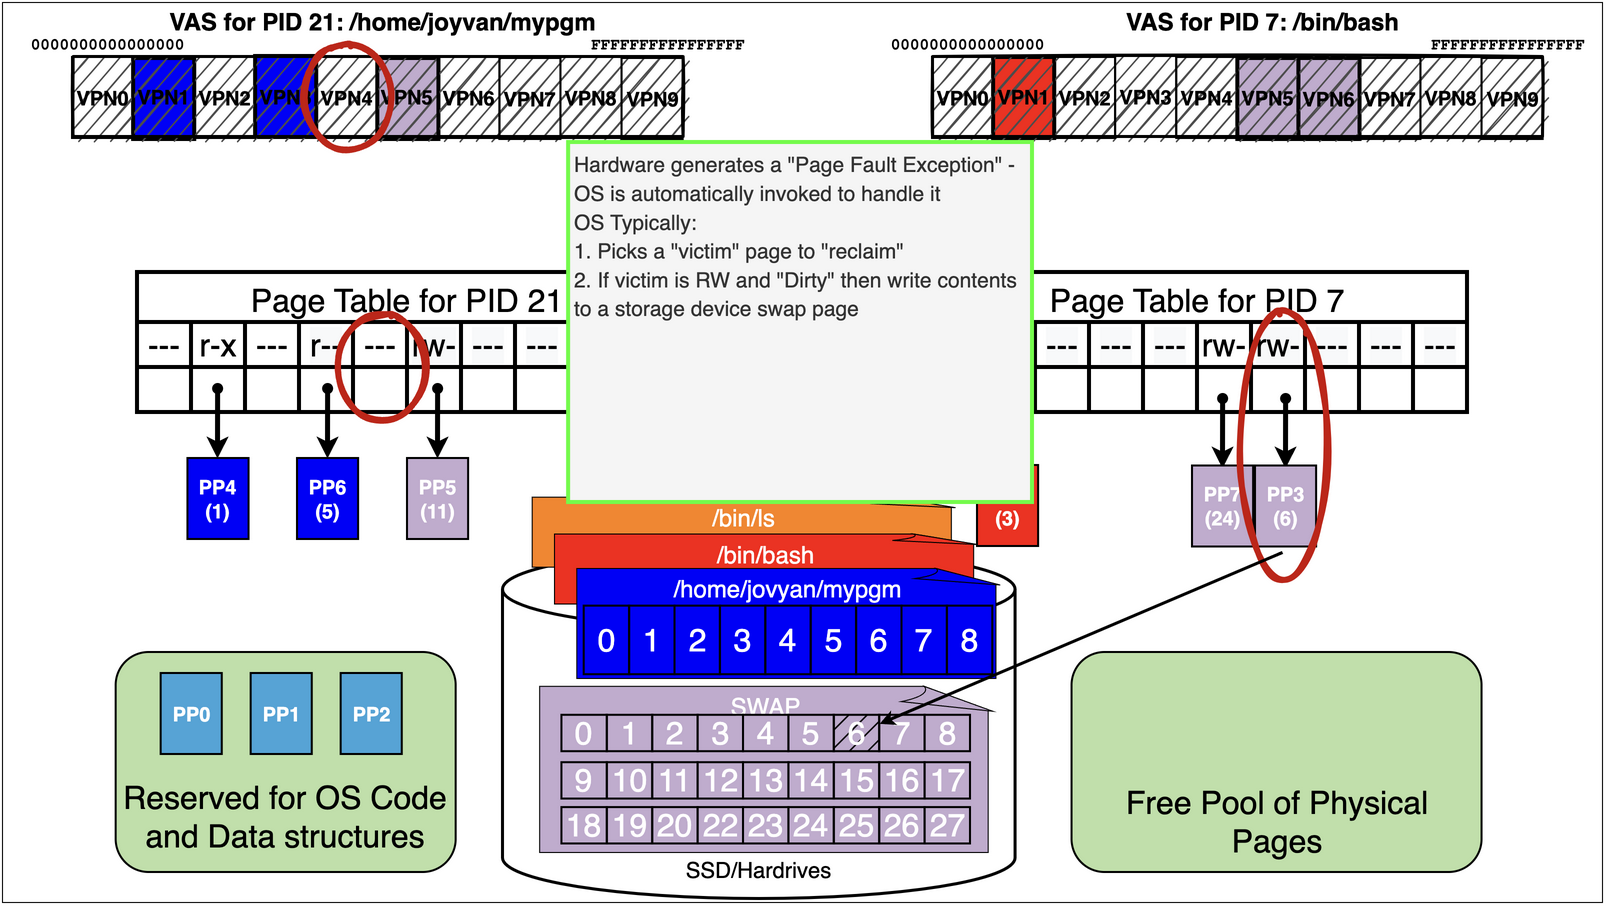 VAS for PID 21: /home/joyvan/mypgm
VAS for PID 7: /bin/bash
0000000000000000
FFFFFFFFFFFFFFFF
0000000000000000
FFFFFFFFFFFFFFFF
VPN0 VPN1 VPN2 VPN4 VPN5 VPN6 VPN7 VPN8 VPN9
VPN0 VPN1 VPN2 VPN3 VPN4 VPN5 VPN6 VPN7 VPN8 VPN9
Hardware generates a "Page Fault Exception" -
OS is automatically invoked to handle it
OS Typically:
1. Picks a "victim" page to "reclaim"
2. If victim is RW and "Dirty" then write contents
to a storage device swap page
Page Table for PID 21
--- r-x --- r-- --- rw- --- ---
Page Table for PID 7
--- --- --- rw- rw- --- --- ---
PP4
(1)
PP6
(5)
PP5
(11)
(3)
PP7
(24)
PP3
(6)
/bin/ls
/bin/bash
/home/jovyan/mypgm
0 1 2 3 4 5 6 7 8
SWAP
0 1 2 3 4 5 6 7 8
9 10 11 12 13 14 15 16 17
18 19 20 22 23 24 25 26 27
SSD/Hardrives
PP0 PP1 PP2
Reserved for OS Code
and Data structures
Free Pool of Physical
Pages